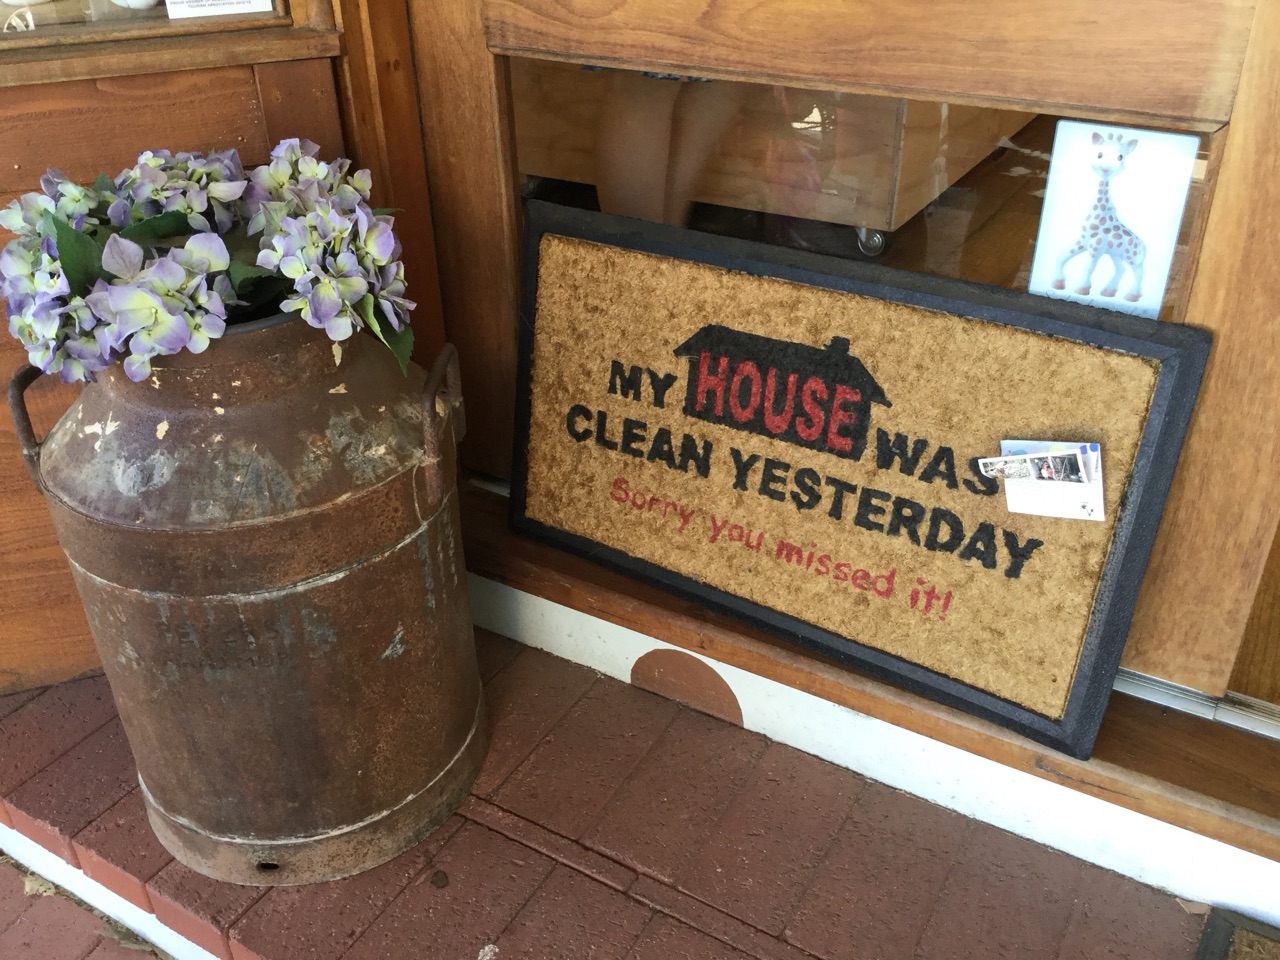 MY HOUSE WAS
CLEAN YESTERDAY
Sorry you missed it!